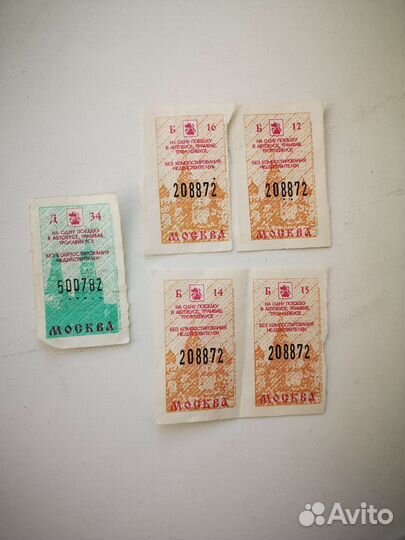 Б 16
НА ОДНУ ПОЕЗДКУ
В АВТОБУСЕ, ТРАМВАЕ,
ТРОЛЛЕЙБУСЕ
БЕЗ КОМПОСТИРОВАНИЯ
НЕДЕЙСТВИТЕЛЕН
208872
МОСКВА
Б 12
НА ОДНУ ПОЕЗДКУ
В АВТОБУСЕ, ТРАМВАЕ,
ТРОЛЛЕЙБУСЕ
БЕЗ КОМПОСТИРОВАНИЯ
НЕДЕЙСТВИТЕЛЕН
208872
МОСКВА
Д 34
НА ОДНУ ПОЕЗДКУ
В АВТОБУСЕ, ТРАМВАЕ,
ТРОЛЛЕЙБУСЕ
БЕЗ КОМПОСТИРОВАНИЯ
НЕДЕЙСТВИТЕЛЕН
500782
МОСКВА
Б 14
НА ОДНУ ПОЕЗДКУ
В АВТОБУСЕ, ТРАМВАЕ,
ТРОЛЛЕЙБУСЕ
БЕЗ КОМПОСТИРОВАНИЯ
НЕДЕЙСТВИТЕЛЕН
208872
МОСКВА
Б 15
НА ОДНУ ПОЕЗДКУ
В АВТОБУСЕ, ТРАМВАЕ,
ТРОЛЛЕЙБУСЕ
БЕЗ КОМПОСТИРОВАНИЯ
НЕДЕЙСТВИТЕЛЕН
208872
МОСКВА
Avito